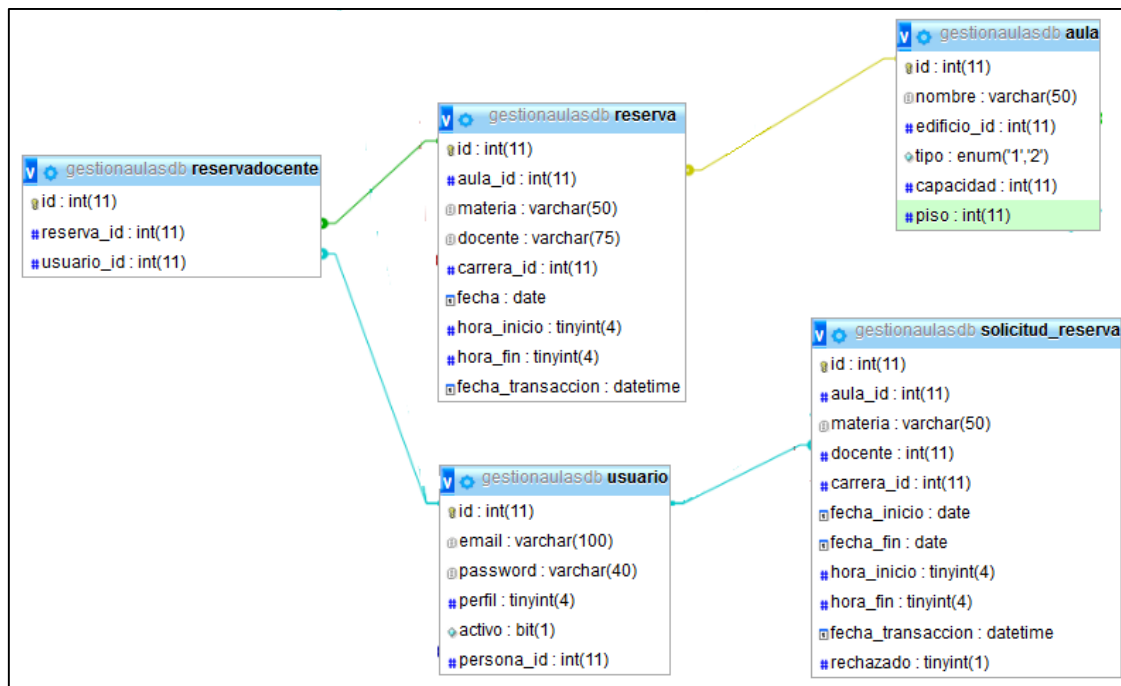 gestionaulasdb reservadocente
id : int(11)
reserva_id : int(11)
usuario_id : int(11)
gestionaulasdb reserva
id : int(11)
aula_id : int(11)
materia : varchar(50)
docente : varchar(75)
carrera_id : int(11)
fecha : date
hora_inicio : tinyint(4)
hora_fin : tinyint(4)
fecha_transaccion : datetime
gestionaulasdb aula
id : int(11)
nombre : varchar(50)
edificio_id : int(11)
tipo : enum('1','2')
capacidad : int(11)
piso : int(11)
gestionaulasdb usuario
id : int(11)
email : varchar(100)
password : varchar(40)
perfil : tinyint(4)
activo : bit(1)
persona_id : int(11)
gestionaulasdb solicitud_reserva
id : int(11)
aula_id : int(11)
materia : varchar(50)
docente : int(11)
carrera_id : int(11)
fecha_inicio : date
fecha_fin : date
hora_inicio : tinyint(4)
hora_fin : tinyint(4)
fecha_transaccion : datetime
rechazado : tinyint(1)